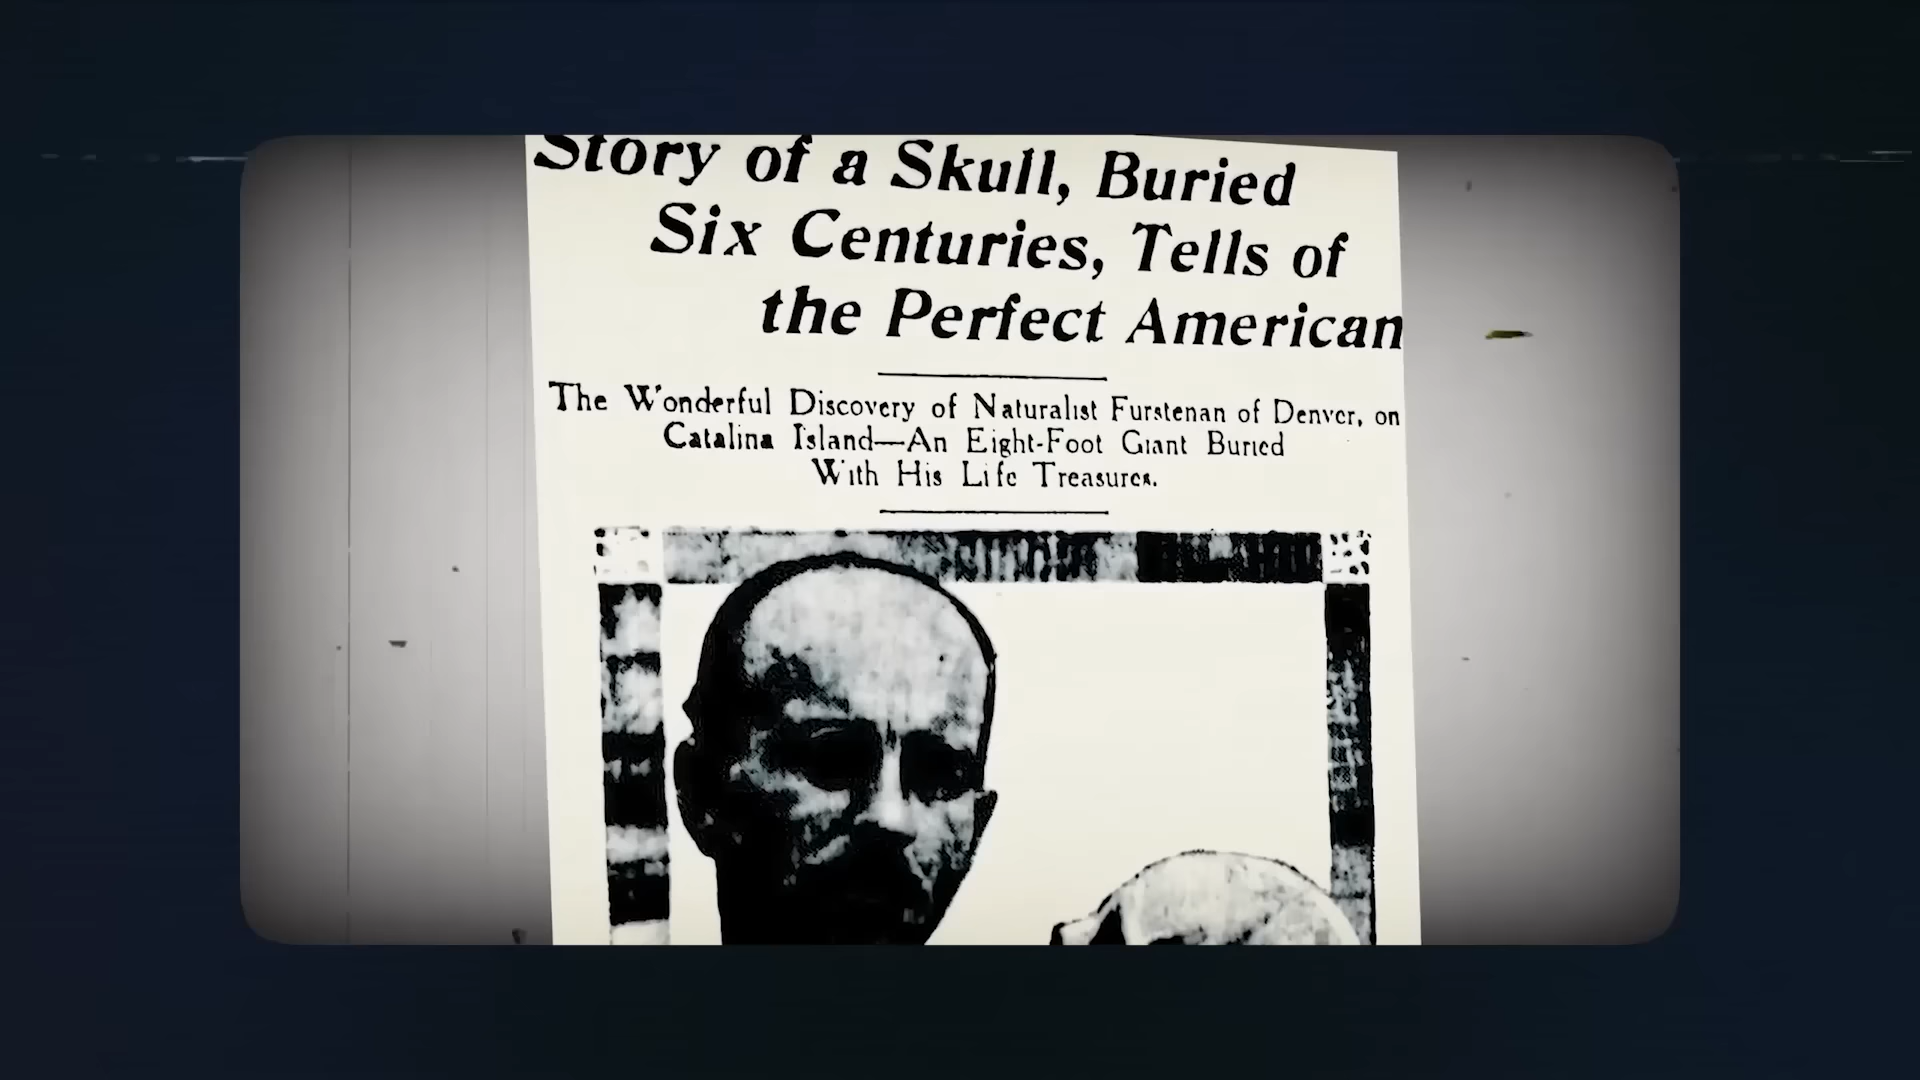 Story of a Skull, Buried
Six Centuries, Tells of
the Perfect American
The Wonderful Discovery of Naturalist Furstenan of Denver, on
Catalina Island—An Eight-Foot Giant Buried
With His Life Treasures.